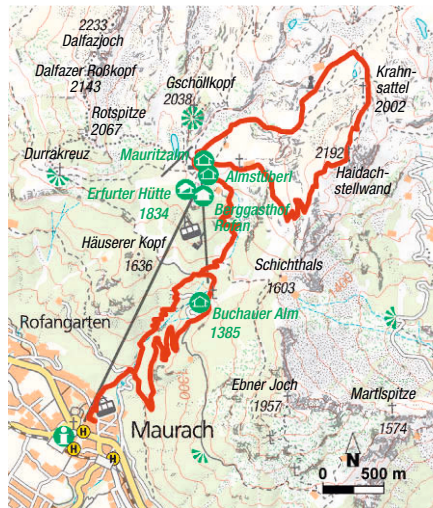 2233
Dalfazjoch
Dalfazer Roßkopf
2143
Gschöllkopf
2038
Krahn-
sattel
2002
Rotspitze
2067
Durrakreuz
Mauritzalm
2192
Almstüberl
Haidach-
stellwand
Erfurter Hütte
1834
Berggasthof
Rofan
Häuserer Kopf
1636
Schichthals
1603
Rofangarten
Buchauer Alm
1385
1300
Ebner Joch
1957
Martlspitze
1574
Maurach
H
H
H
N
0 500 m